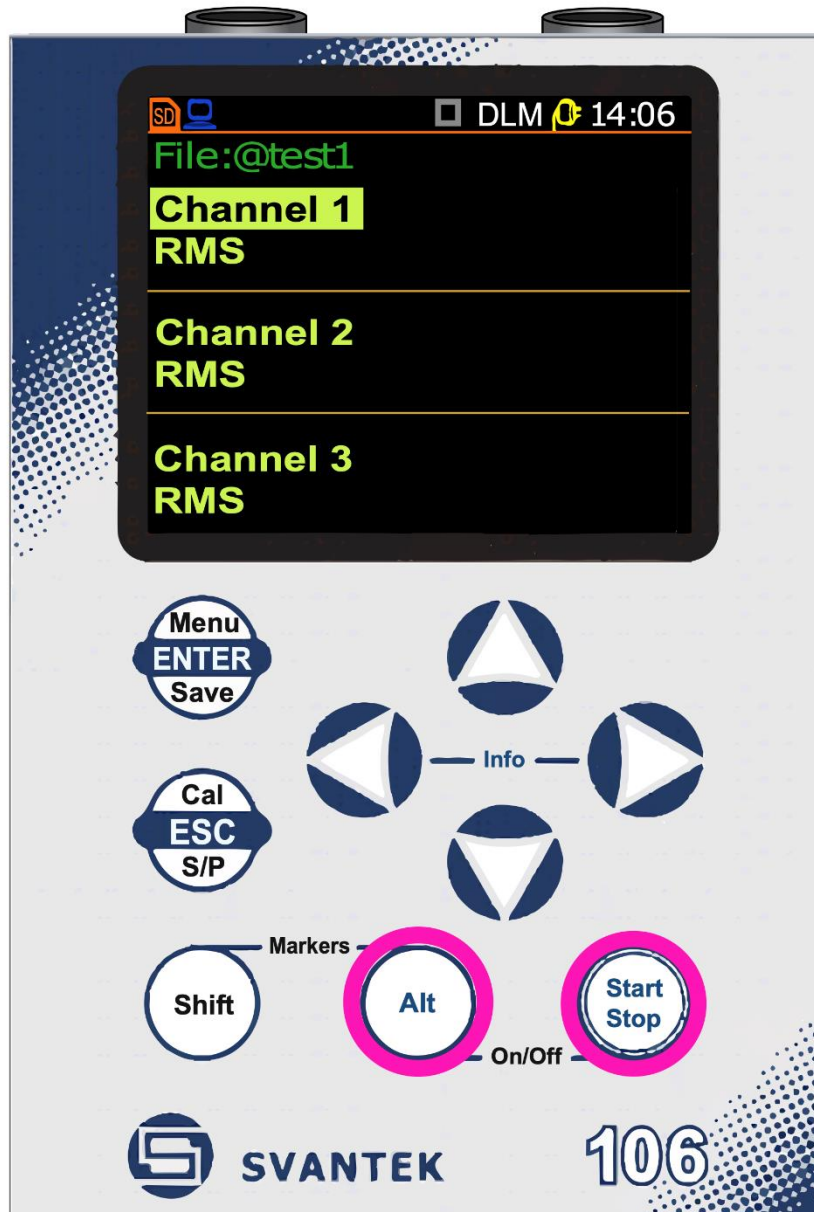 SD DLM 14:06
File:@test1
Channel 1
RMS
Channel 2
RMS
Channel 3
RMS
Menu
ENTER
Save
Info
Cal
ESC
S/P
Markers
Shift
Alt
Start
Stop
On/Off
SVANTEK
106